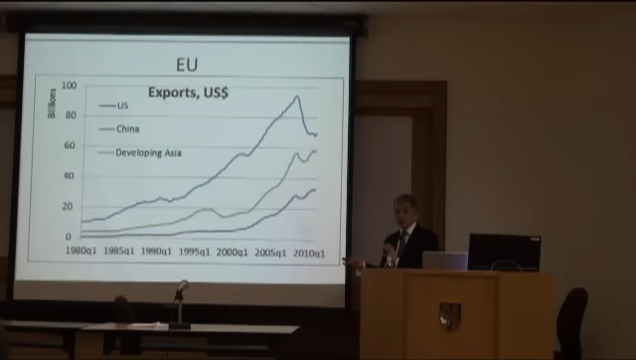 EU
Exports, US$
Billions
100
80
60
40
20
0
US
China
Developing Asia
1980q1 1985q1 1990q1 1995q1 2000q1 2005q1 2010q1